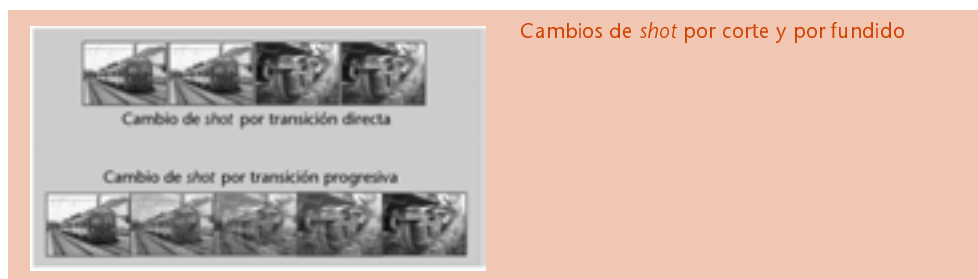 Cambios de shot por corte y por fundido
Cambio de shot por transición directa
Cambio de shot por transición progresiva